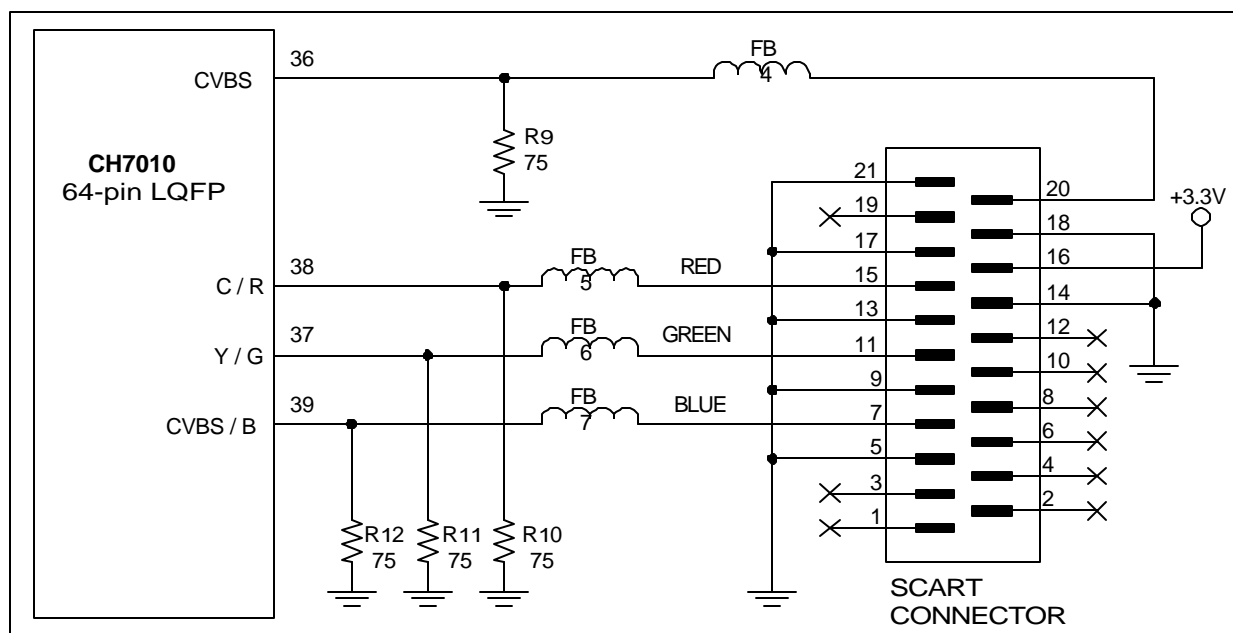 36
FB
4
CVBS
CH7010
64-pin LQFP
R9
75
21
20
+3.3V
19
18
17
16
38
FB
5
RED
15
14
C / R
13
12
37
FB
6
GREEN
11
10
Y / G
9
8
39
FB
7
BLUE
7
6
CVBS / B
5
4
3
2
1
R12
75
R11
75
R10
75
SCART
CONNECTOR